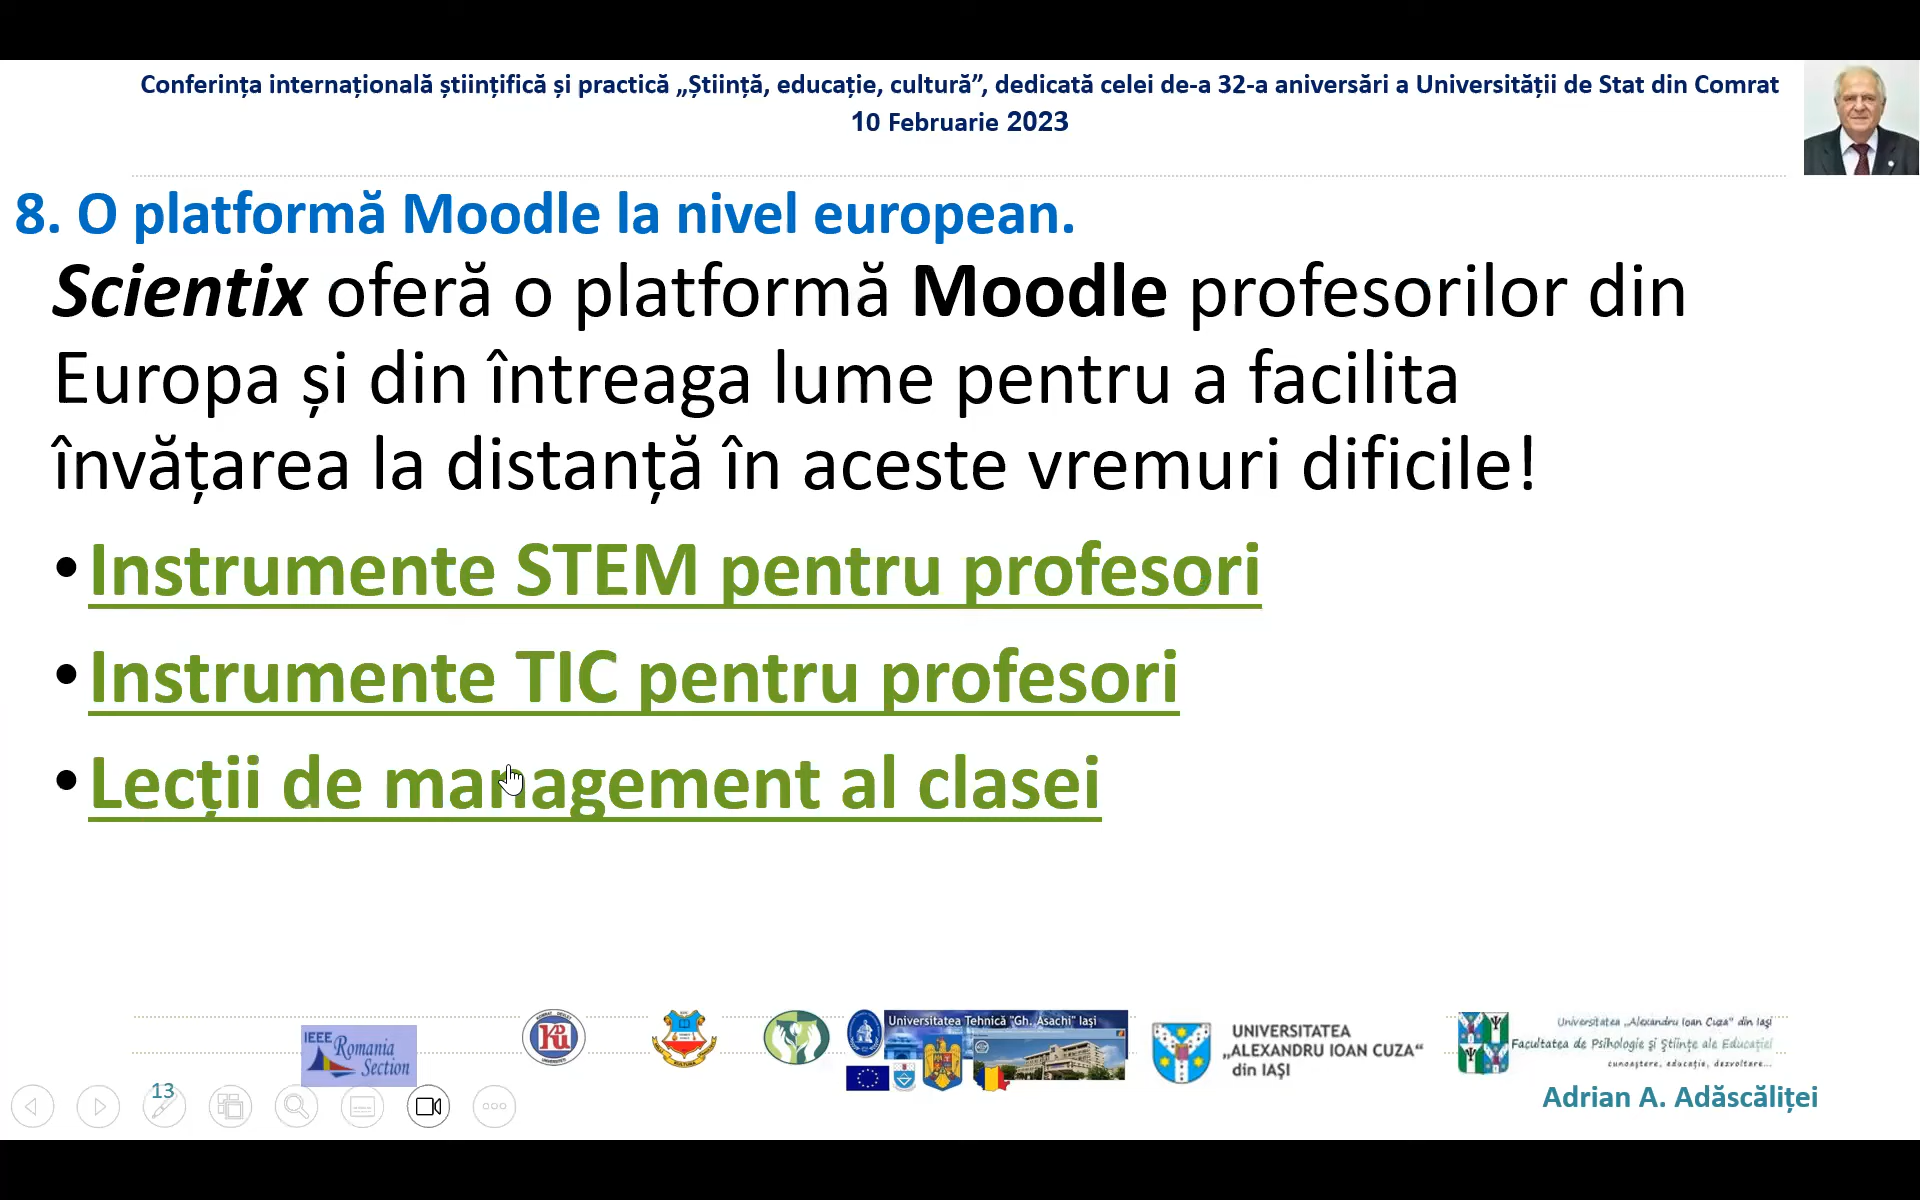 Conferința internațională științifică și practică „Știință, educație, cultură”, dedicată celei de-a 32-a aniversări a Universității de Stat din Comrat
10 Februarie 2023
8. O platformă Moodle la nivel european.
Scientix oferă o platformă Moodle profesorilor din
Europa și din întreaga lume pentru a facilita
învățarea la distanță în aceste vremuri dificile!
• Instrumente STEM pentru profesori
• Instrumente TIC pentru profesori
• Lecții de management al clasei
IEEE
Romania
Section
Universitatea Tehnică "Gh. Asachi" Iași
UNIVERSITATEA
„ALEXANDRU IOAN CUZA“
din IAȘI
Universitatea „Alexandru Ioan Cuza” din Iași
Facultatea de Psihologie și Științe ale Educației
cunoaștere, educație, dezvoltare...
13
Adrian A. Adăscăliței